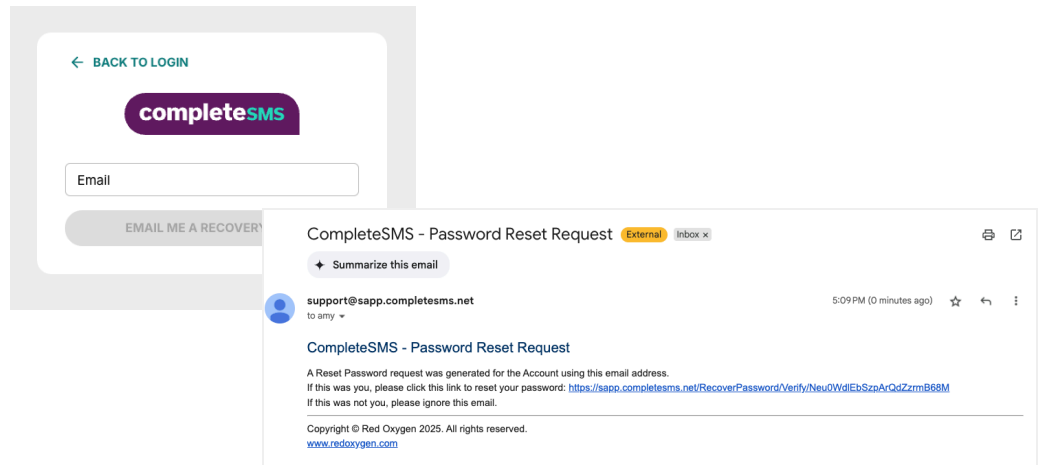 ← BACK TO LOGIN
completeSMS
Email
EMAIL ME A RECOVERY
CompleteSMS - Password Reset Request External Inbox ×
Summarize this email
support@sapp.completesms.net 5:09 PM (0 minutes ago)
to amy
CompleteSMS - Password Reset Request
A Reset Password request was generated for the Account using this email address.
If this was you, please click this link to reset your password: https://sapp.completesms.net/RecoverPassword/Verify/Neu0WdlEbSzpArQdZzrmB68M
If this was not you, please ignore this email.
Copyright © Red Oxygen 2025. All rights reserved.
www.redoxygen.com